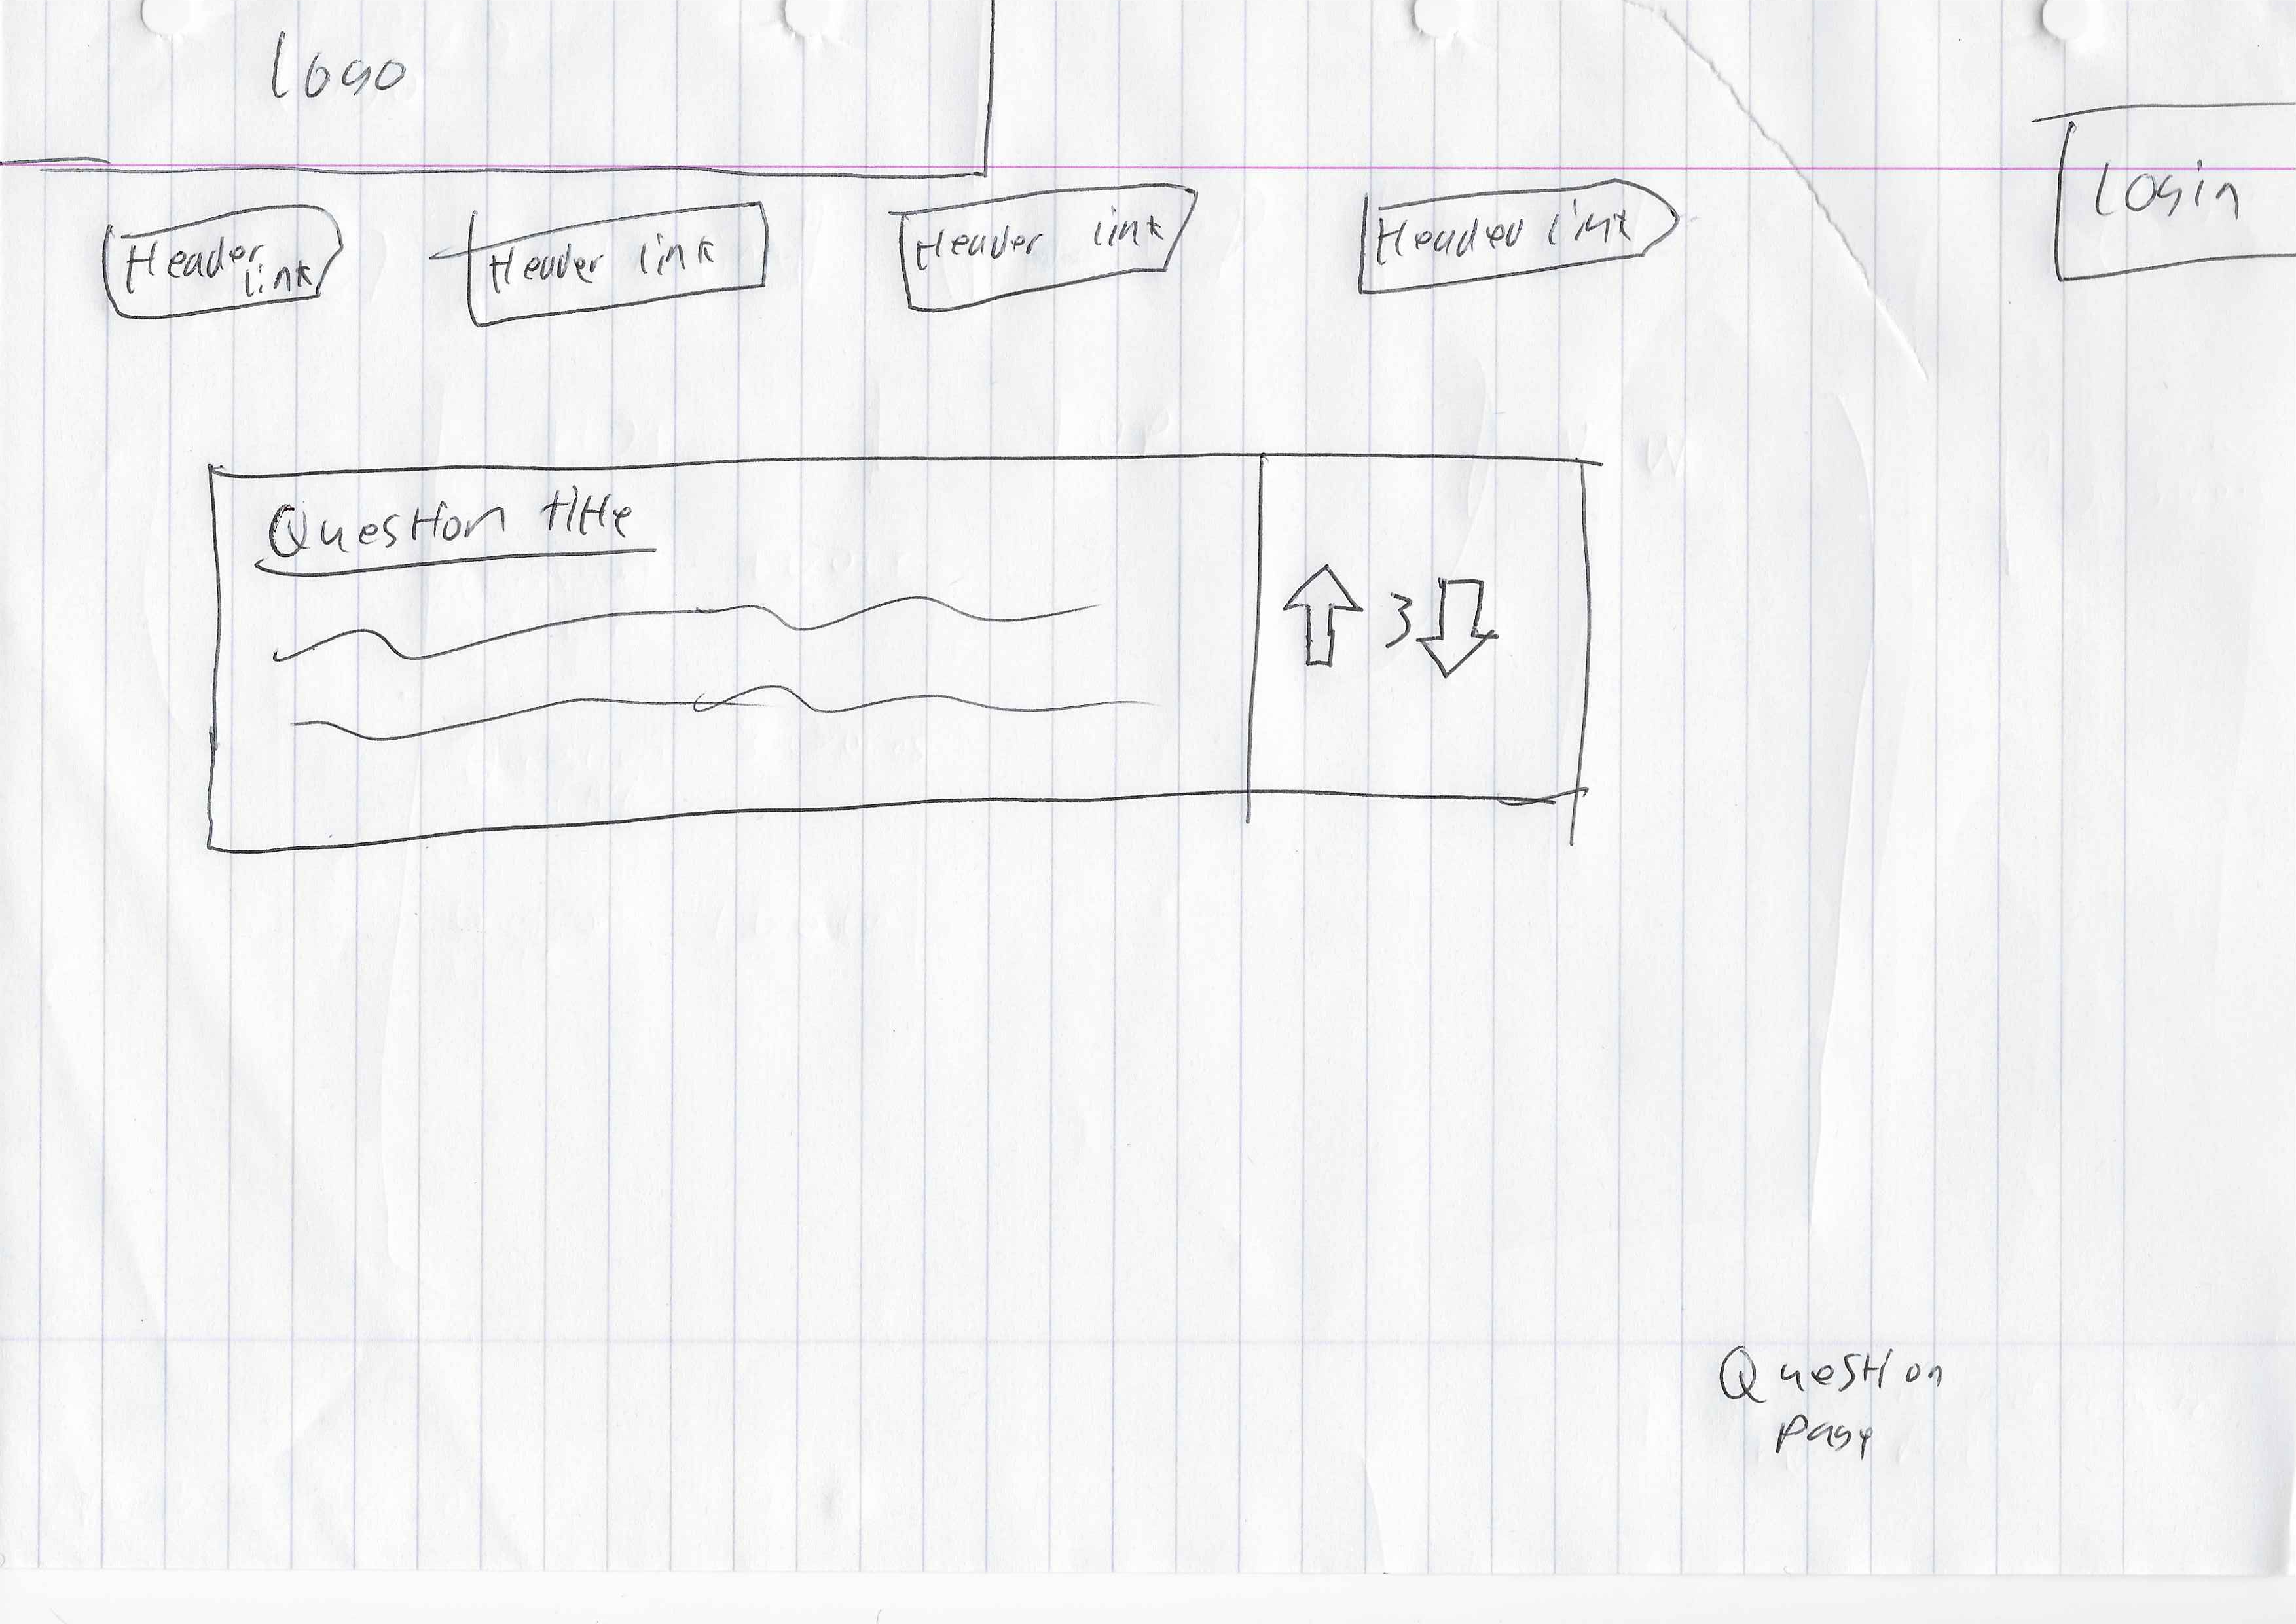 Logo
Login
Header
link
Header link
Header link
Header link
Question title
3
Question
page